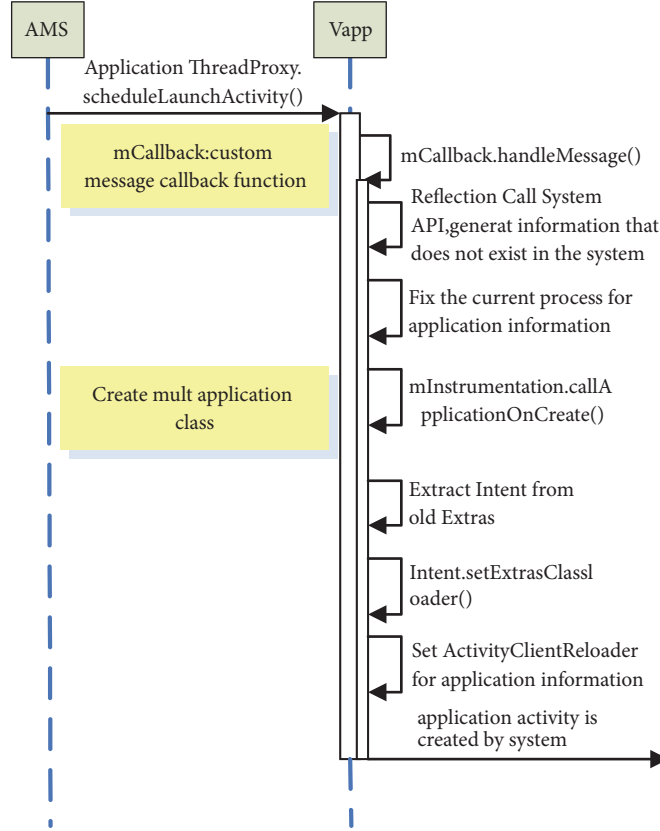 AMS
Vapp
Application ThreadProxy.
scheduleLaunchActivity()
mCallback:custom
message callback function
mCallback.handleMessage()
Reflection Call System
API,generat information that
does not exist in the system
Fix the current process for
application information
Create mult application
class
mInstrumentation.callA
pplicationOnCreate()
Extract Intent from
old Extras
Intent.setExtrasClassl
oader()
Set ActivityClientReloader
for application information
application activity is
created by system